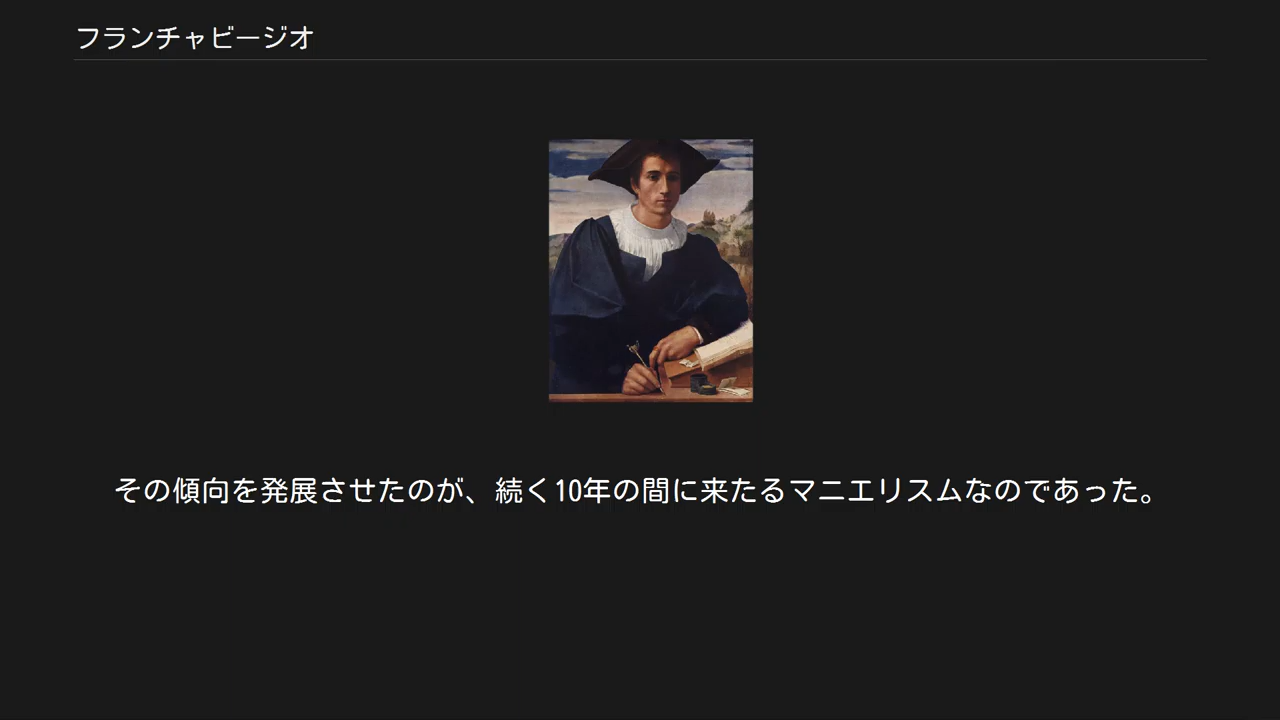 フランチャビージオ
その傾向を発展させたのが、続く10年の間に来たるマニエリスムなのであった。